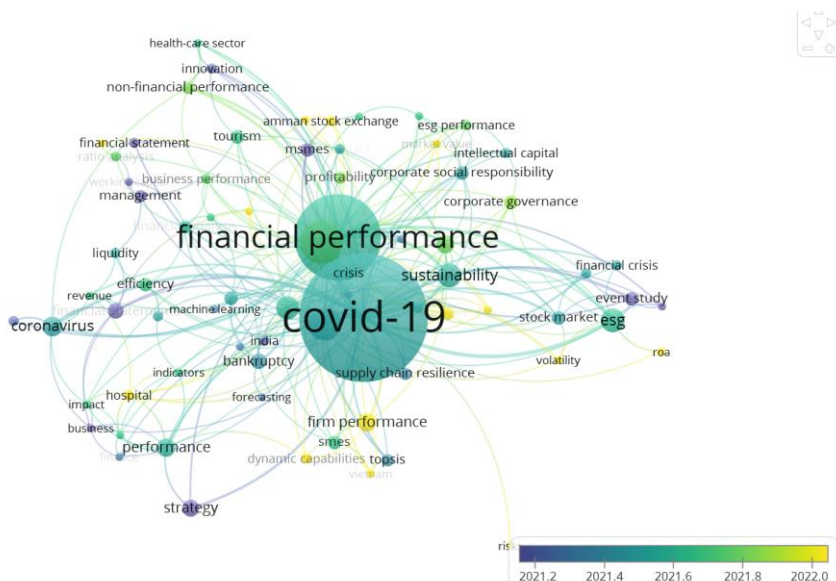 health-care sector
innovation
non-financial performance
amman stock exchange
esg performance
financial statement
tourism
market value
msmes
intellectual capital
ratio analysis
business performance
profitability
corporate social responsibility
management
corporate governance
financial performance
liquidity
crisis
sustainability
financial crisis
efficiency
revenue
event study
machine learning
covid-19
coronavirus
stock market
esg
india
bankruptcy
volatility
roa
indicators
supply chain resilience
hospital
forecasting
impact
business
firm performance
performance
smes
dynamic capabilities
topsis
vietnam
strategy
2021.2 2021.4 2021.6 2021.8 2022.0